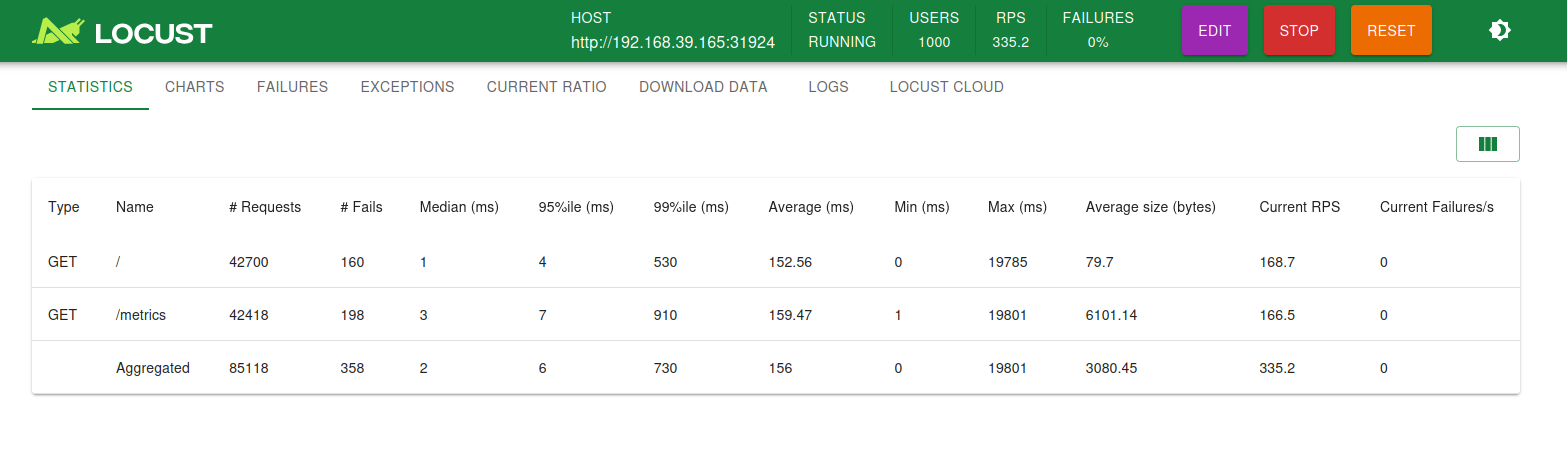 LOCUST
HOST
http://192.168.39.165:31924
STATUS
RUNNING
USERS
1000
RPS
335.2
FAILURES
0%
EDIT
STOP
RESET
STATISTICS CHARTS FAILURES EXCEPTIONS CURRENT RATIO DOWNLOAD DATA LOGS LOCUST CLOUD
Type Name # Requests # Fails Median (ms) 95%ile (ms) 99%ile (ms) Average (ms) Min (ms) Max (ms) Average size (bytes) Current RPS Current Failures/s
GET / 42700 160 1 4 530 152.56 0 19785 79.7 168.7 0
GET /metrics 42418 198 3 7 910 159.47 1 19801 6101.14 166.5 0
Aggregated 85118 358 2 6 730 156 0 19801 3080.45 335.2 0